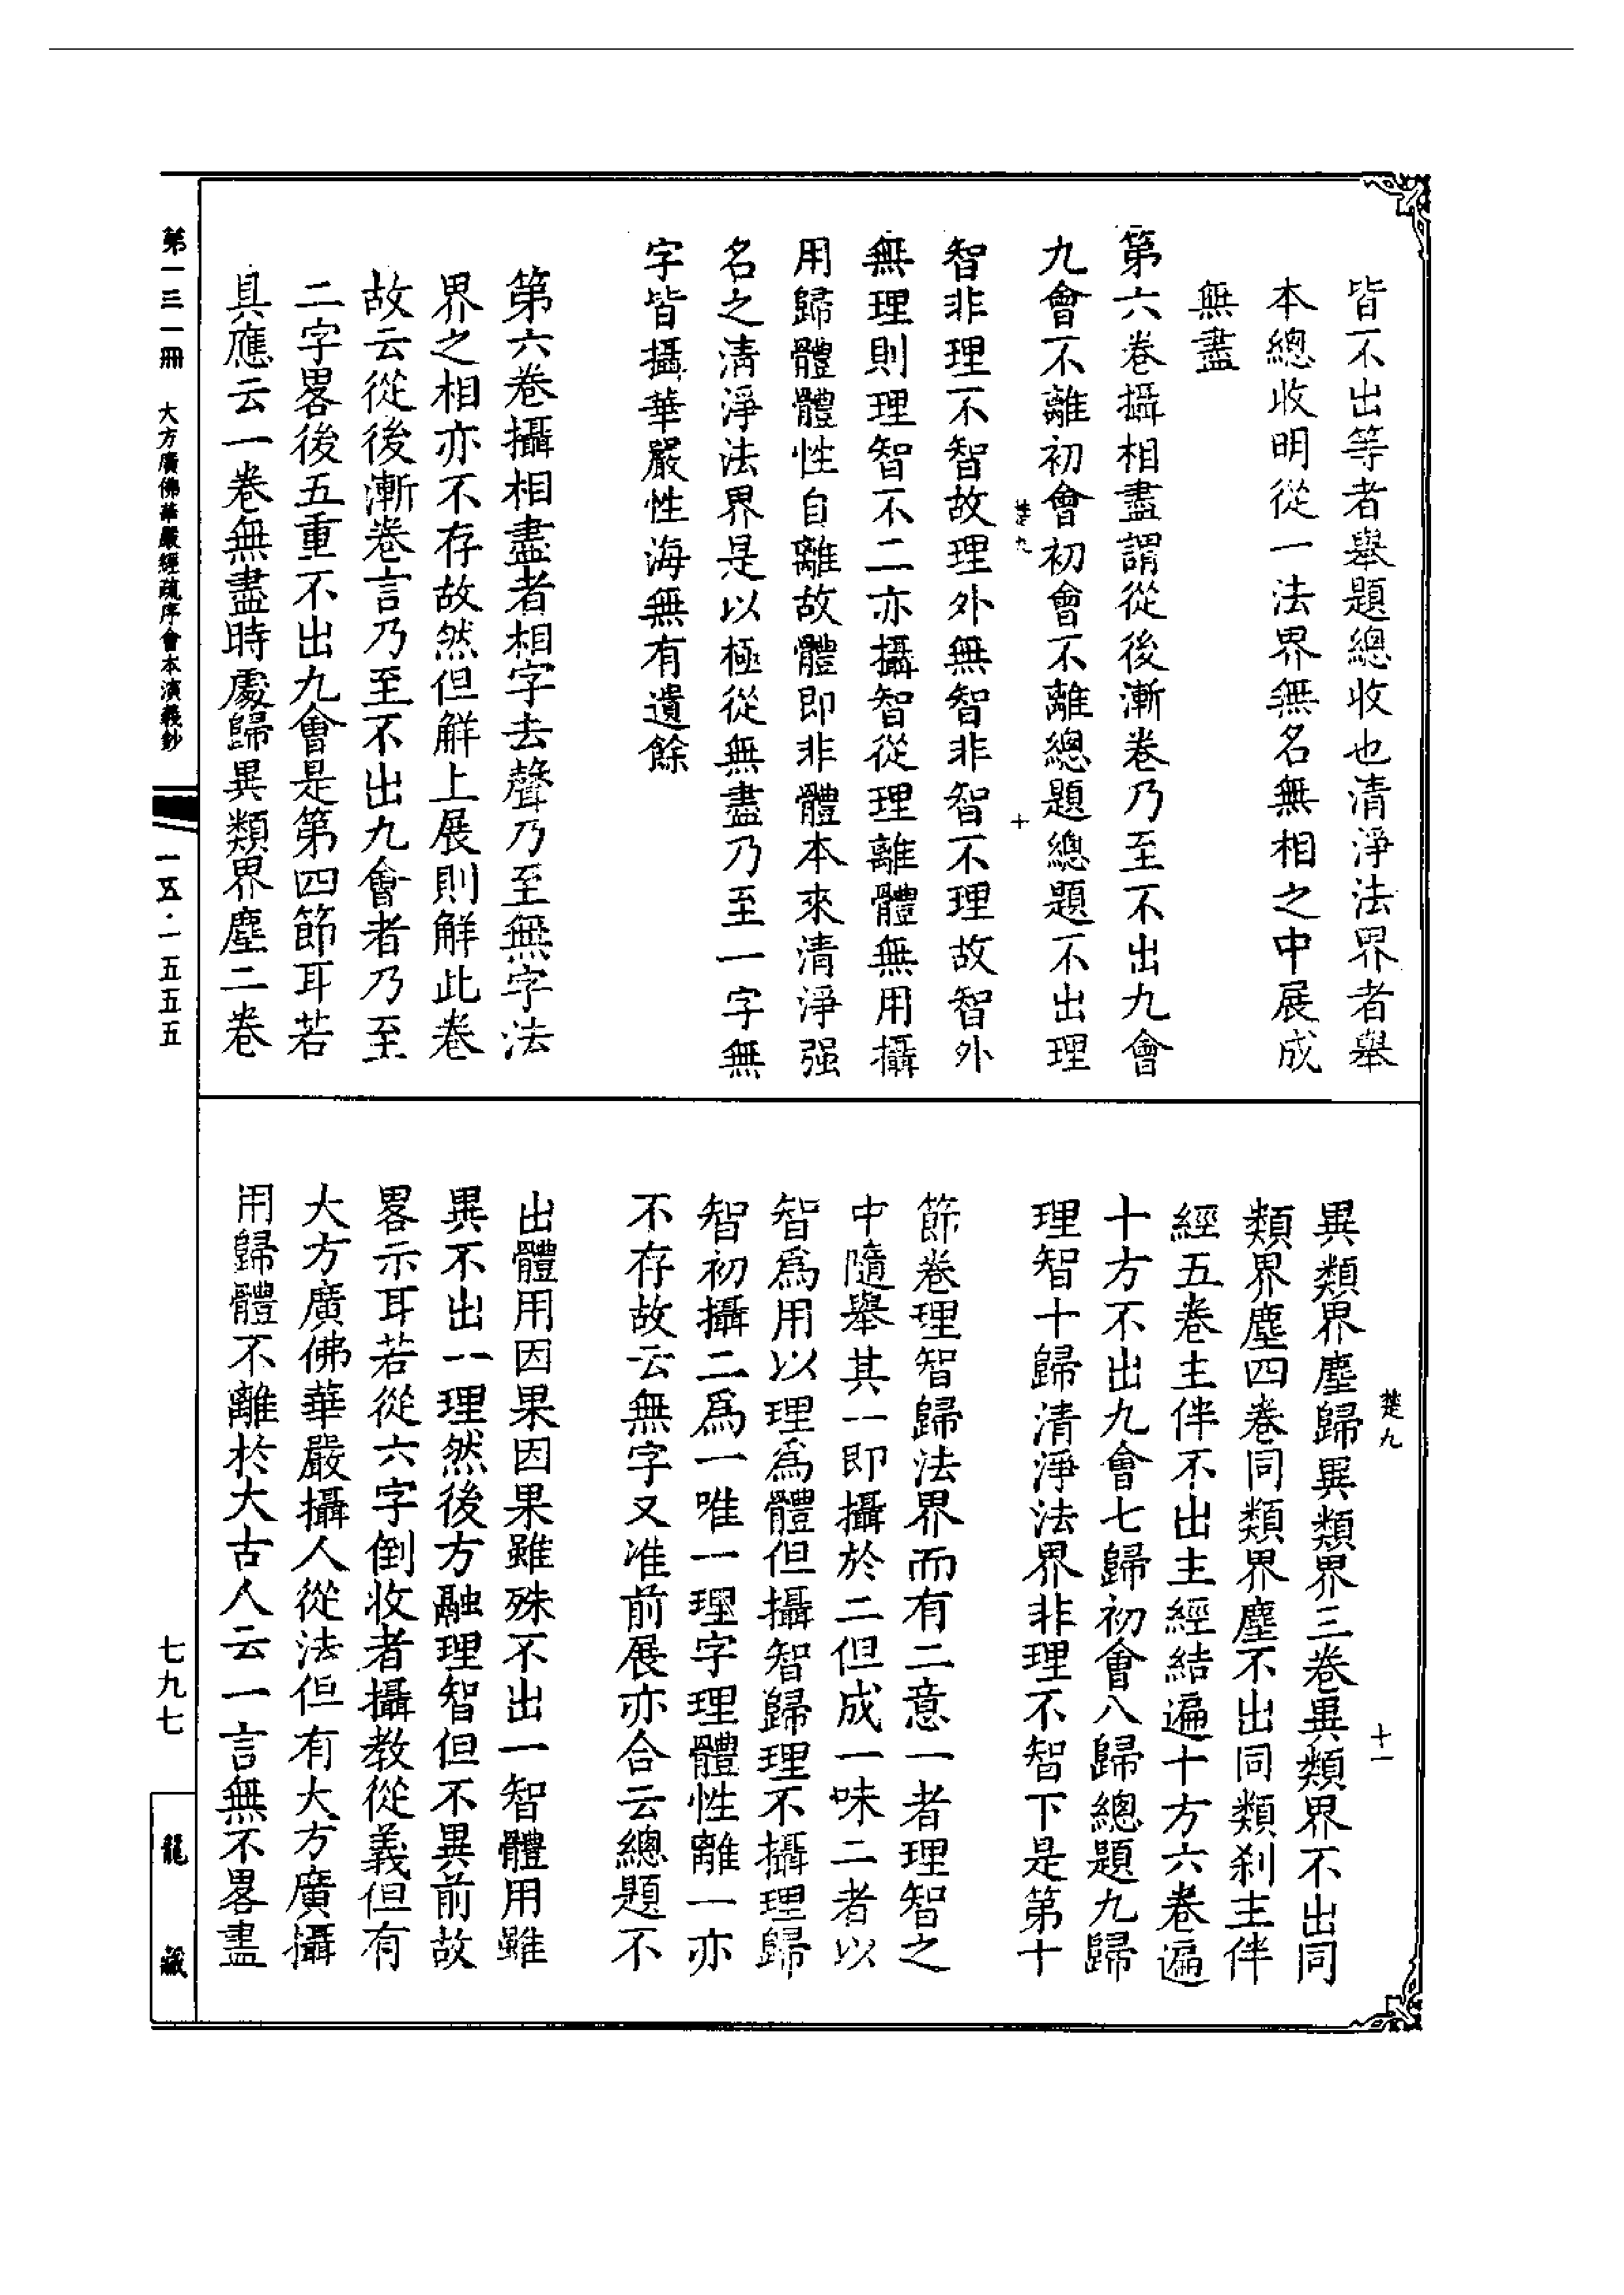 皆不出等者舉題總收也清淨法界者舉
本總收明從一法界無名無相之中展成
無盡
第六卷攝相盡謂從後漸卷乃至不出九會
九會不離初會初會不離總題總題不出理
楚九
十
智非理不智故理外無智智非智不理故智外
無理則理智不二亦攝智從理離體無用攝
用歸體體性自離故體即非體本來清淨强
名之淸淨法界是以極從無盡乃至一字無
字皆攝華嚴性海無有遺餘
第六卷攝相盡者相字去聲乃至無字法
界之相亦不存故然但解上展則解此卷
故云從後漸卷言乃至不出九會者乃至
二字畧後五重不出九會是第四節耳若
具應云一卷無盡時處歸異類界塵二卷
楚九
十一
異類界塵歸異類界三卷異類界不出同
類界塵四卷同類界塵不出同類刹主伴
經五卷主伴不出主經結遍十方六卷遍
十方不出九會七歸初會八歸總題九歸
理智十歸清淨法界非理不智下是第十
節卷理智歸法界而有二意一者理智之
中隨舉其一即攝於二但成一味二者以
智爲用以理爲體但攝智歸理不攝理歸
智初攝二爲一唯一理字理體性離一亦
不存故云無字又准前展亦合云總題不
出體用因果因果雖殊不出一智體用雖
異不出一理然後方融理智但不異前故
畧示耳若從六字倒收者攝教從義但有
大方廣佛華嚴攝人從法但有大方廣攝
用歸體不離於大古人云一言無不畧盡
第一三一冊 大方廣佛華嚴經疏序會本演義鈔
一五·一五五五
七九七
龍藏